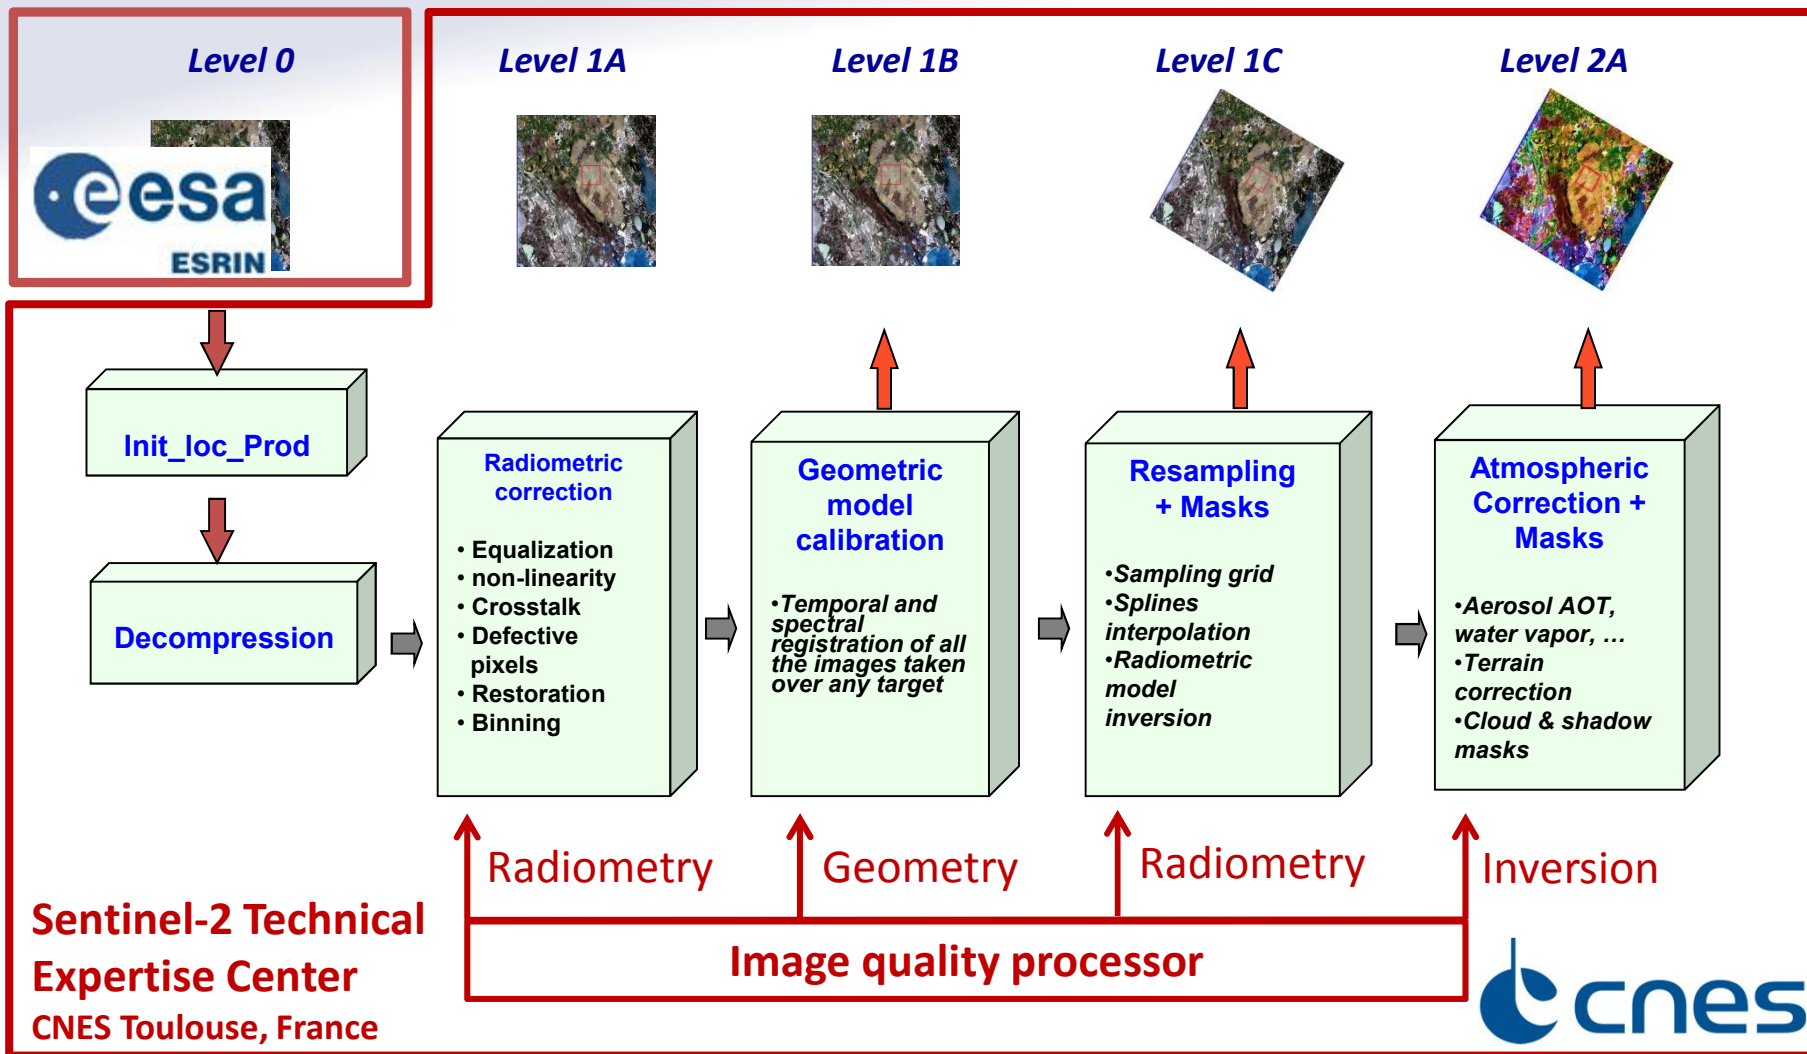 Level 0
Level 1A
Level 1B
Level 1C
Level 2A
eesa
ESRIN
Init_loc_Prod
Decompression
Radiometric
correction
• Equalization
• non-linearity
• Crosstalk
• Defective
pixels
• Restoration
• Binning
Geometric
model
calibration
•Temporal and
spectral
registration of all
the images taken
over any target
Resampling
+ Masks
•Sampling grid
•Splines
interpolation
•Radiometric
model
inversion
Atmospheric
Correction +
Masks
•Aerosol AOT,
water vapor, …
•Terrain
correction
•Cloud & shadow
masks
Radiometry
Geometry
Radiometry
Inversion
Image quality processor
Sentinel-2 Technical
Expertise Center
CNES Toulouse, France
cnes